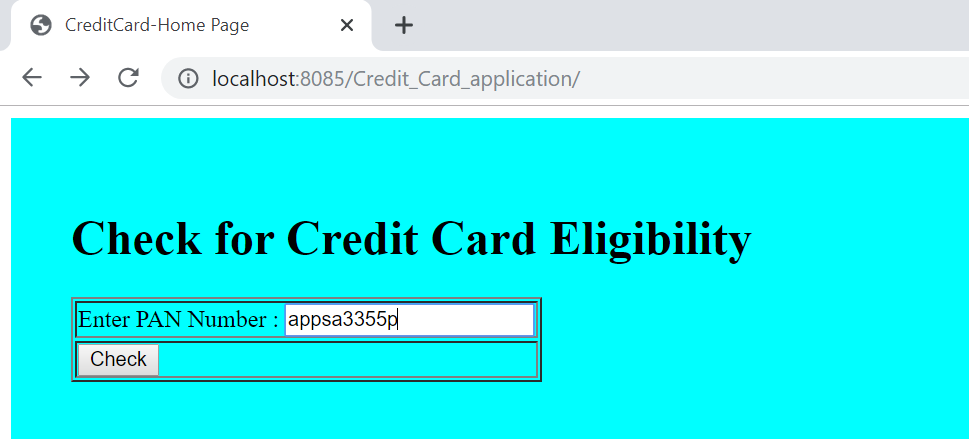 CreditCard-Home Page
localhost:8085/Credit_Card_application/
Check for Credit Card Eligibility
Enter PAN Number : appsa3355p
Check